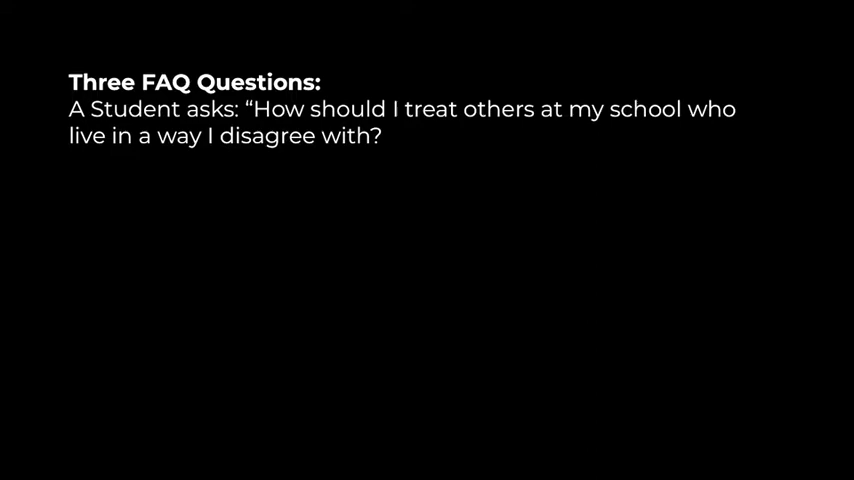 Three FAQ Questions:
A Student asks: “How should I treat others at my school who
live in a way I disagree with?